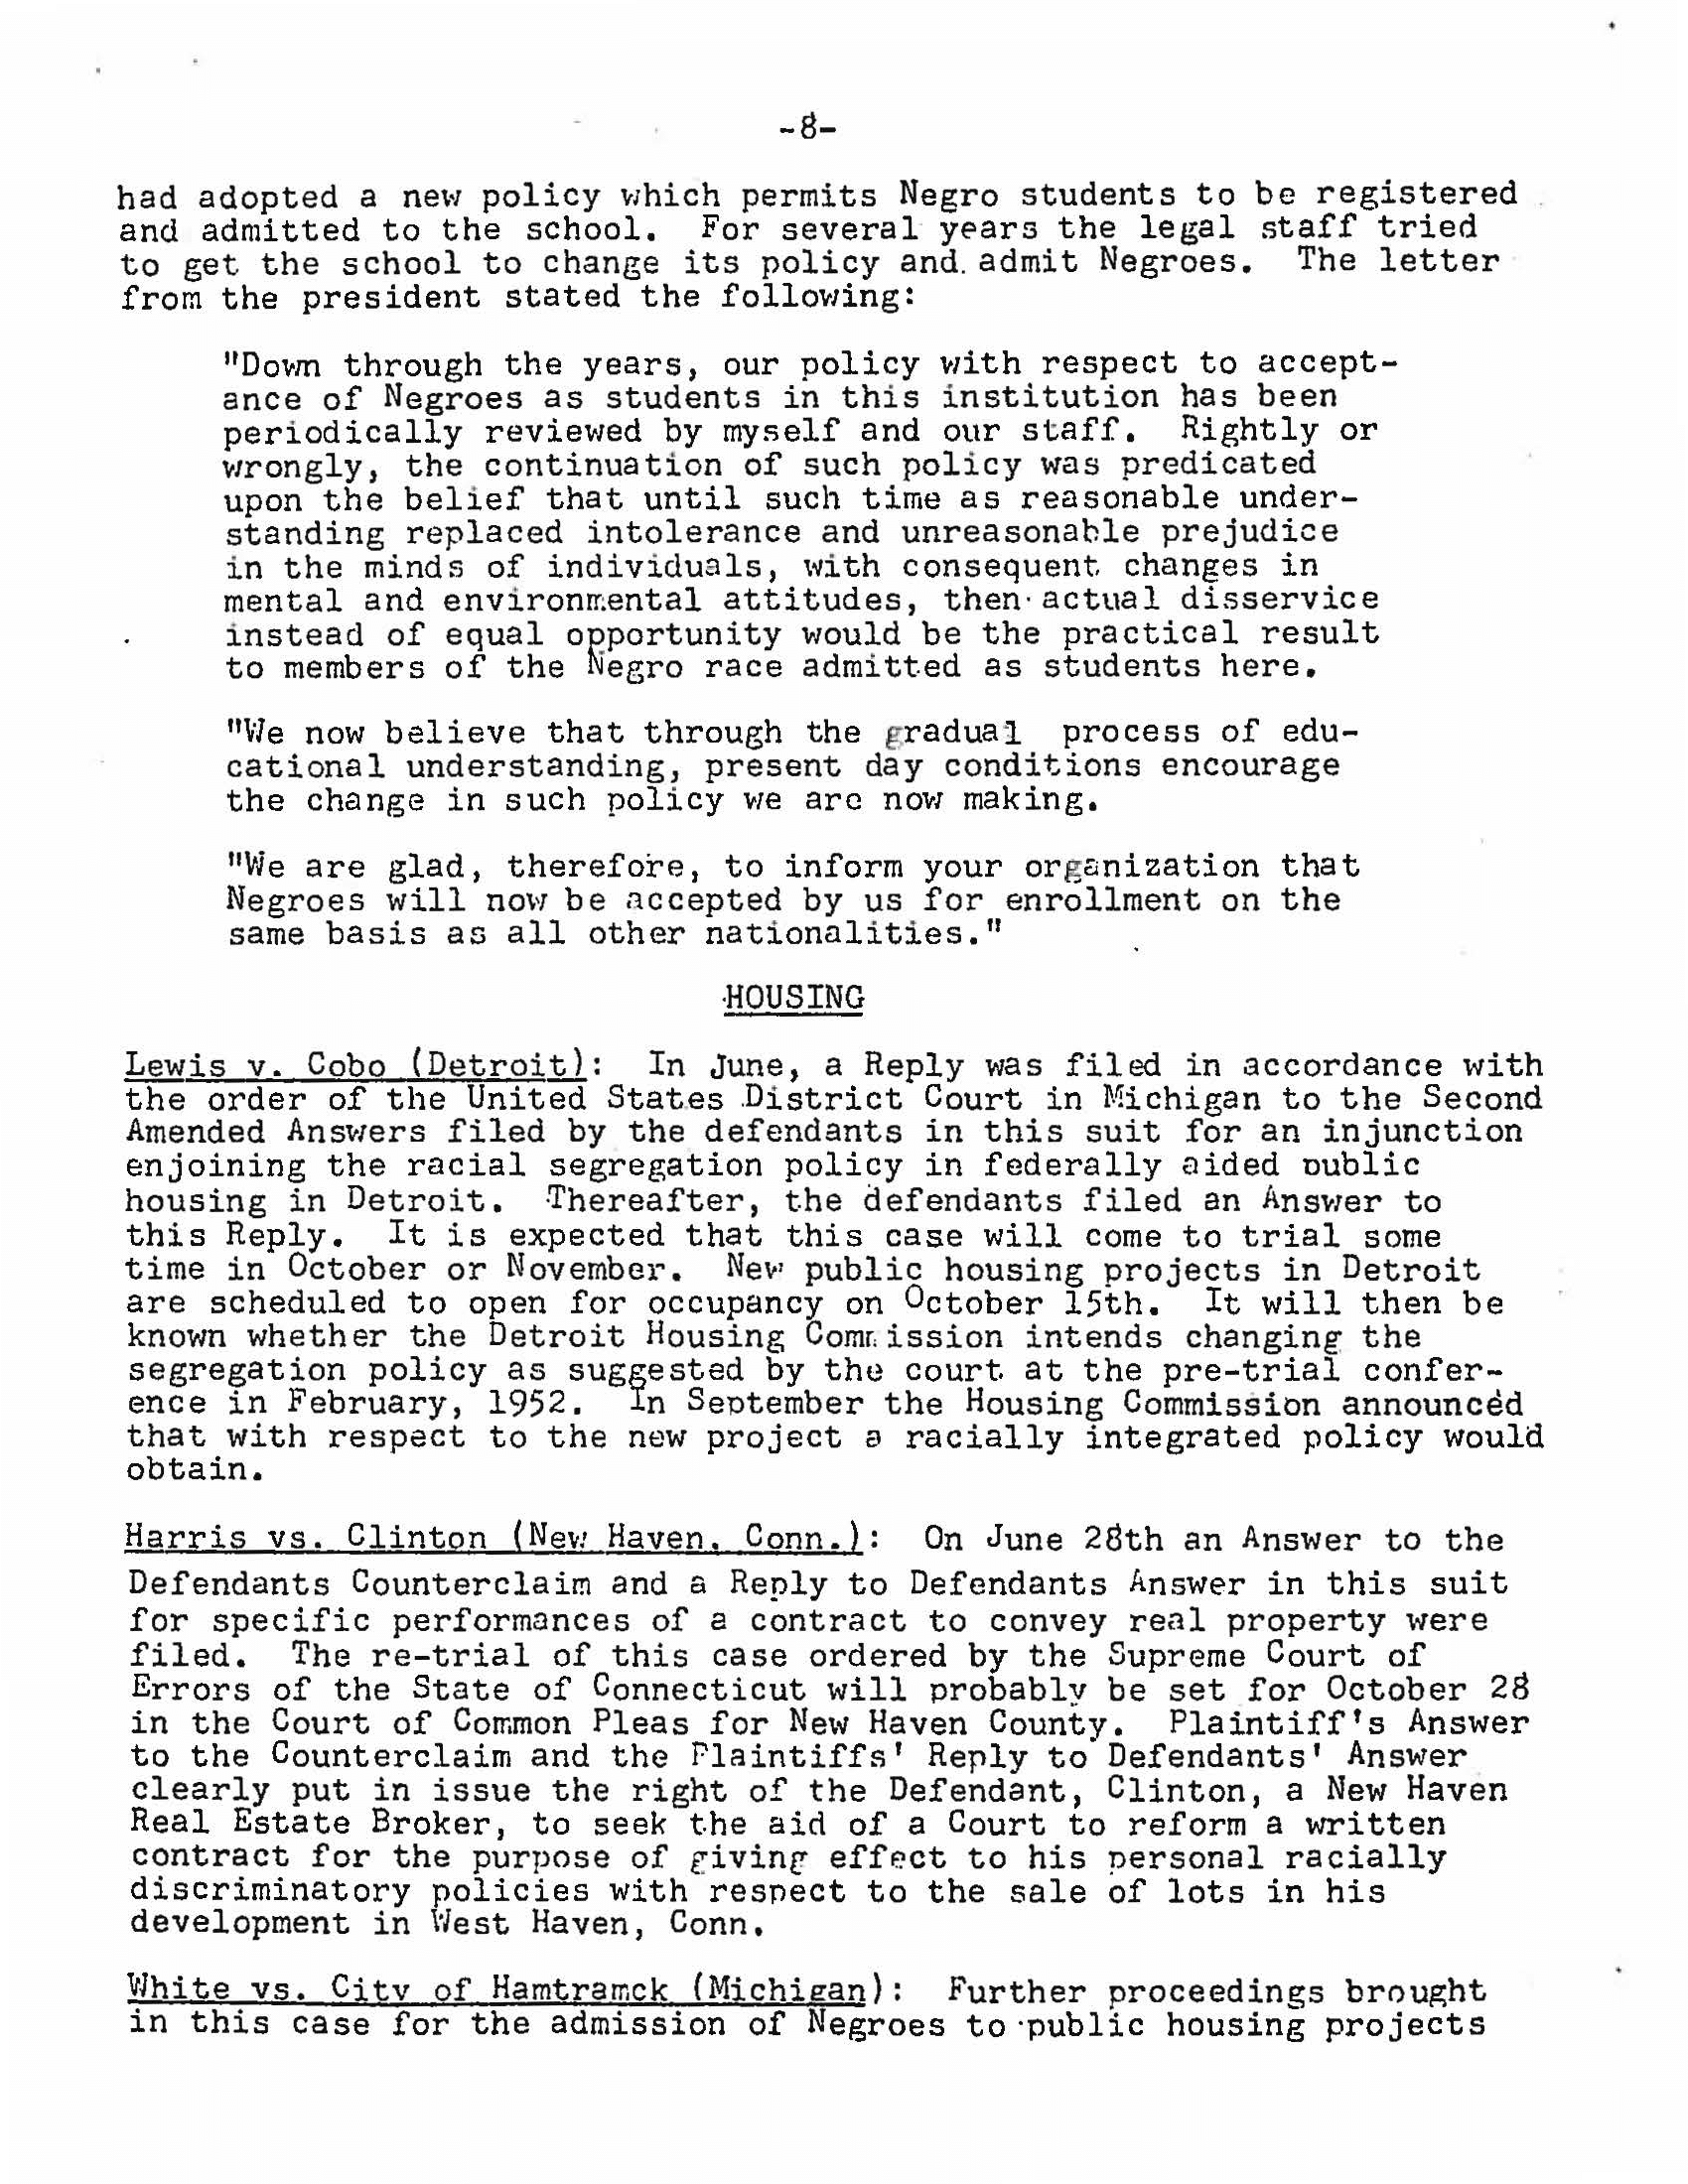 -8-
had adopted a new policy which permits Negro students to be registered
and admitted to the school. For several years the legal staff tried
to get the school to change its policy and. admit Negroes. The letter
from the president stated the following:
"Down through the years, our policy with respect to accept-
ance of Negroes as students in this institution has been
periodically reviewed by myself and our staff. Rightly or
wrongly, the continuation of such policy was predicated
upon the belief that until such time as reasonable under-
standing replaced intolerance and unreasonable prejudice
in the minds of individuals, with consequent changes in
mental and environmental attitudes, then actual disservice
instead of equal opportunity would be the practical result
to members of the Negro race admitted as students here.
"We now believe that through the gradual process of edu-
cational understanding, present day conditions encourage
the change in such policy we are now making.
"We are glad, therefore, to inform your organization that
Negroes will now be accepted by us for enrollment on the
same basis as all other nationalities."
HOUSING
Lewis v. Cobo (Detroit): In June, a Reply was filed in accordance with
the order of the United States District Court in Michigan to the Second
Amended Answers filed by the defendants in this suit for an injunction
enjoining the racial segregation policy in federally aided public
housing in Detroit. Thereafter, the defendants filed an Answer to
this Reply. It is expected that this case will come to trial some
time in October or November. New public housing projects in Detroit
are scheduled to open for occupancy on October 15th. It will then be
known whether the Detroit Housing Commission intends changing the
segregation policy as suggested by the court at the pre-trial confer-
ence in February, 1952. In September the Housing Commission announced
that with respect to the new project a racially integrated policy would
obtain.
Harris vs. Clinton (New Haven, Conn.): On June 28th an Answer to the
Defendants Counterclaim and a Reply to Defendants Answer in this suit
for specific performances of a contract to convey real property were
filed. The re-trial of this case ordered by the Supreme Court of
Errors of the State of Connecticut will probably be set for October 28
in the Court of Common Pleas for New Haven County. Plaintiff's Answer
to the Counterclaim and the Plaintiffs' Reply to Defendants' Answer
clearly put in issue the right of the Defendant, Clinton, a New Haven
Real Estate Broker, to seek the aid of a Court to reform a written
contract for the purpose of giving effect to his personal racially
discriminatory policies with respect to the sale of lots in his
development in West Haven, Conn.
White vs. City of Hamtramck (Michigan): Further proceedings brought
in this case for the admission of Negroes to public housing projects